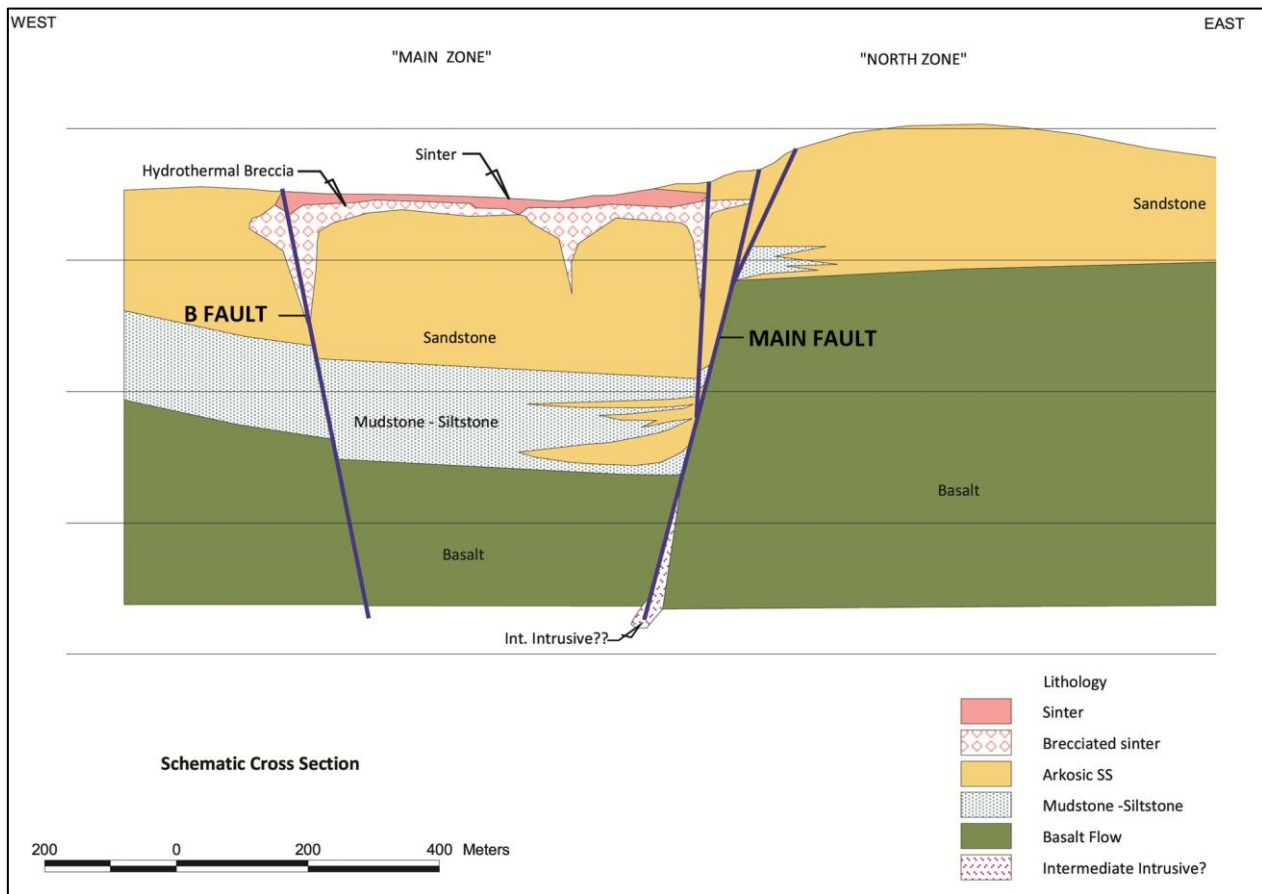 WEST
EAST
"MAIN ZONE"
"NORTH ZONE"
Sinter
Hydrothermal Breccia
Sandstone
B FAULT
Sandstone
MAIN FAULT
Mudstone - Siltstone
Basalt
Basalt
Int. Intrusive??
Lithology
Sinter
Brecciated sinter
Arkosic SS
Mudstone -Siltstone
Basalt Flow
Intermediate Intrusive?
Schematic Cross Section
200 0 200 400 Meters